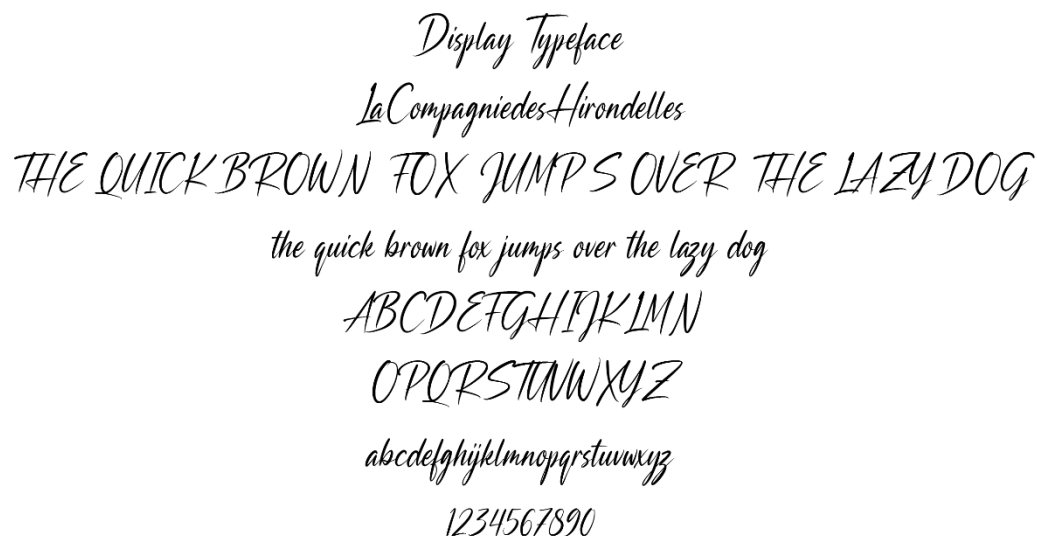 Display Typeface
LaCompagniedesHirondelles
THE QUICK BROWN FOX JUMPS OVER THE LAZY DOG
the quick brown fox jumps over the lazy dog
ABCDEFGHIJKLMN
OPQRSTUVWXYZ
abcdefghijklmnopqrstuvwxyz
1234567890